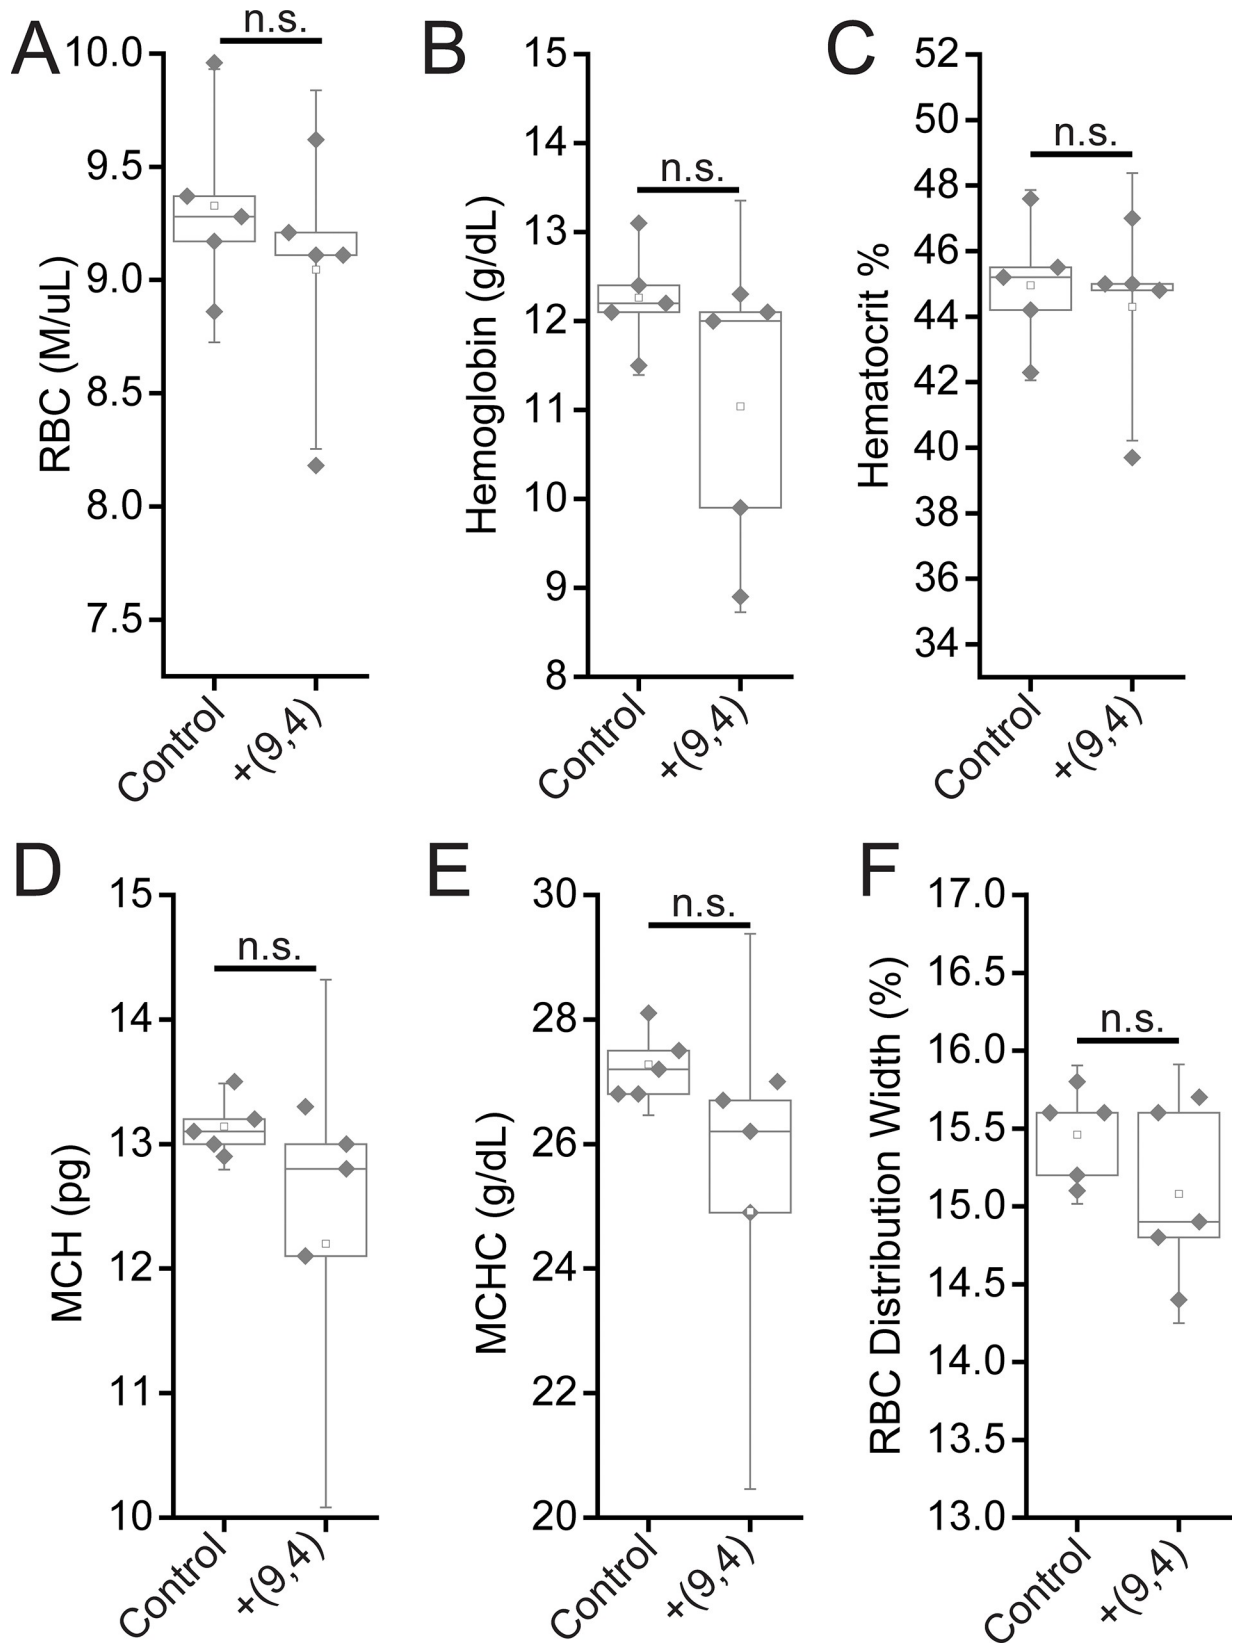 A
RBC (M/uL)
10.0
9.5
9.0
8.5
8.0
7.5
n.s.
Control
+(9,4)
B
Hemoglobin (g/dL)
15
14
13
12
11
10
9
8
n.s.
Control
+(9,4)
C
Hematocrit %
52
50
48
46
44
42
40
38
36
34
n.s.
Control
+(9,4)
D
MCH (pg)
15
14
13
12
11
10
n.s.
Control
+(9,4)
E
MCHC (g/dL)
30
28
26
24
22
20
n.s.
Control
+(9,4)
F
RBC Distribution Width (%)
17.0
16.5
16.0
15.5
15.0
14.5
14.0
13.5
13.0
n.s.
Control
+(9,4)